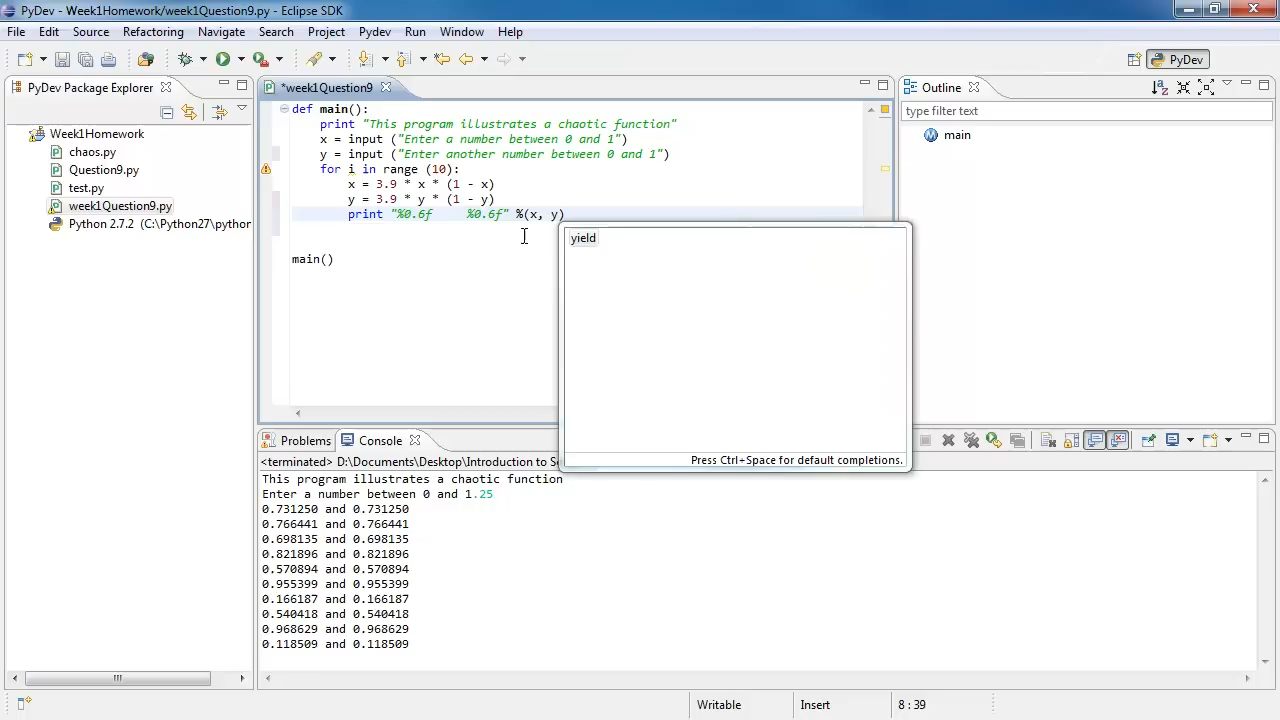 PyDev - Week1Homework/week1Question9.py - Eclipse SDK
File Edit Source Refactoring Navigate Search Project Pydev Run Window Help
PyDev
PyDev Package Explorer
Week1Homework
chaos.py
Question9.py
test.py
week1Question9.py
Python 2.7.2 (C:\Python27\python
*week1Question9
def main():
print "This program illustrates a chaotic function"
x = input ("Enter a number between 0 and 1")
y = input ("Enter another number between 0 and 1")
for i in range (10):
x = 3.9 * x * (1 - x)
y = 3.9 * y * (1 - y)
print "%0.6f     %0.6f" %(x, y)
main()
yield
Press Ctrl+Space for default completions.
Outline
type filter text
main
Problems Console
<terminated> D:\Documents\Desktop\Introduction to
This program illustrates a chaotic function
Enter a number between 0 and 1.25
0.731250 and 0.731250
0.766441 and 0.766441
0.698135 and 0.698135
0.821896 and 0.821896
0.570894 and 0.570894
0.955399 and 0.955399
0.166187 and 0.166187
0.540418 and 0.540418
0.968629 and 0.968629
0.118509 and 0.118509
Writable Insert 8 : 39